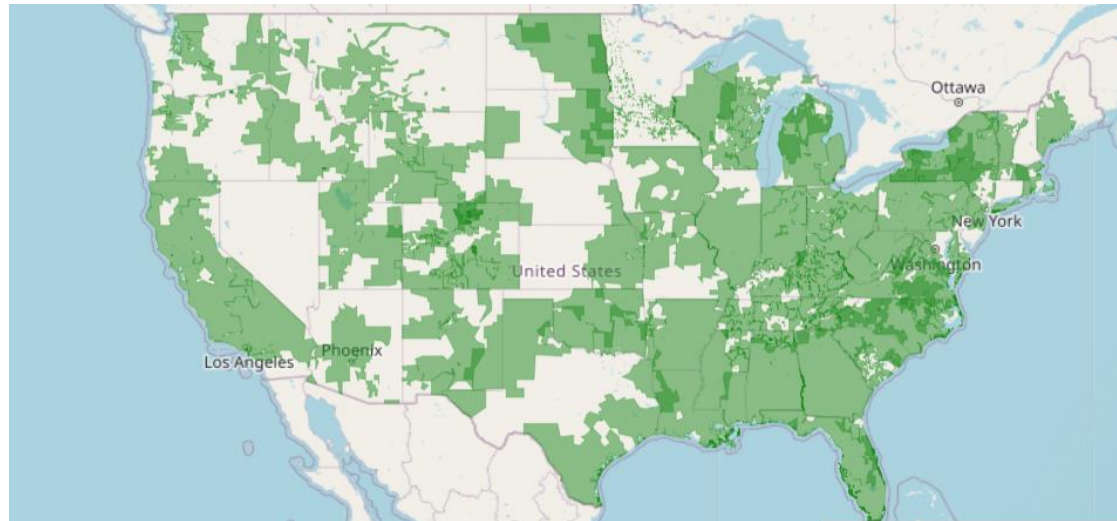 Ottawa
New York
Washington
United States
Phoenix
Los Angeles